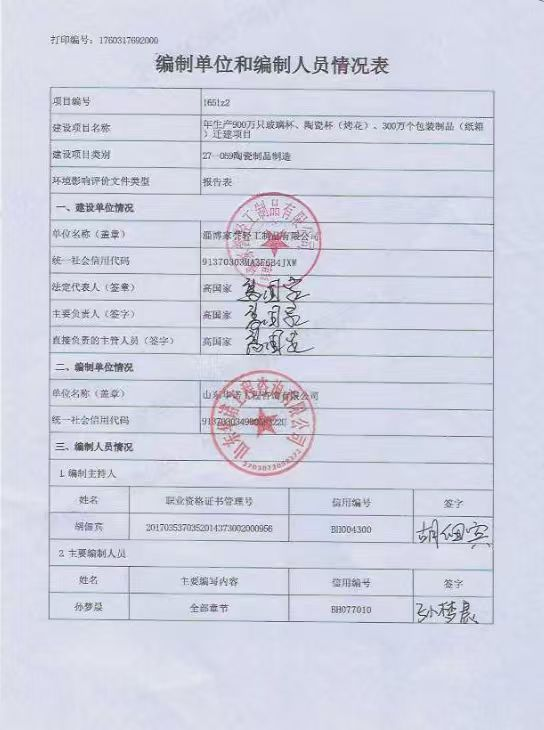 打印编号：1760317692000
编制单位和编制人员情况表
项目编号 1651z2
建设项目名称 年生产900万只玻璃杯、陶瓷杯（烤花）、300万个包装制品（纸箱
）迁建项目
建设项目类别 27—059陶瓷制品制造
环境影响评价文件类型 报告表
一、建设单位情况
单位名称（盖章） 淄博家誉轻工制品有限公司
统一社会信用代码
法定代表人（签章） 高国家 高国家
主要负责人（签字） 高国家 高国家
直接负责的主管人员（签字） 高国家 高国家
二、编制单位情况
单位名称（盖章） 山东华诺工程咨询有限公司
统一社会信用代码
三、编制人员情况
1.编制主持人
姓名 职业资格证书管理号 信用编号 签字
胡佃宾 2017035370352014373002000956 BH004300 胡佃宾
2.主要编制人员
姓名 主要编写内容 信用编号 签字
孙梦晨 全部章节 BH077010 孙梦晨